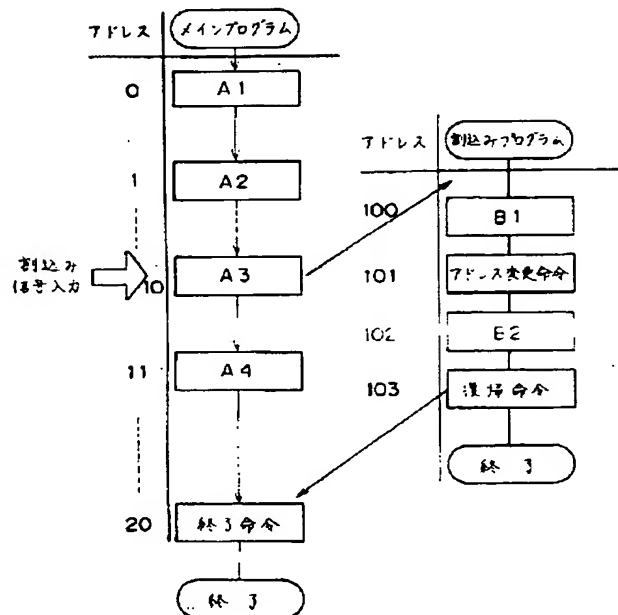 アドレス
メインプログラム
0
A1
1
A2
割込み
信号入力
10
A3
11
A4
20
終了命令
終了
アドレス
割込みプログラム
100
B1
101
アドレス変更命令
102
B2
103
復帰命令
終了